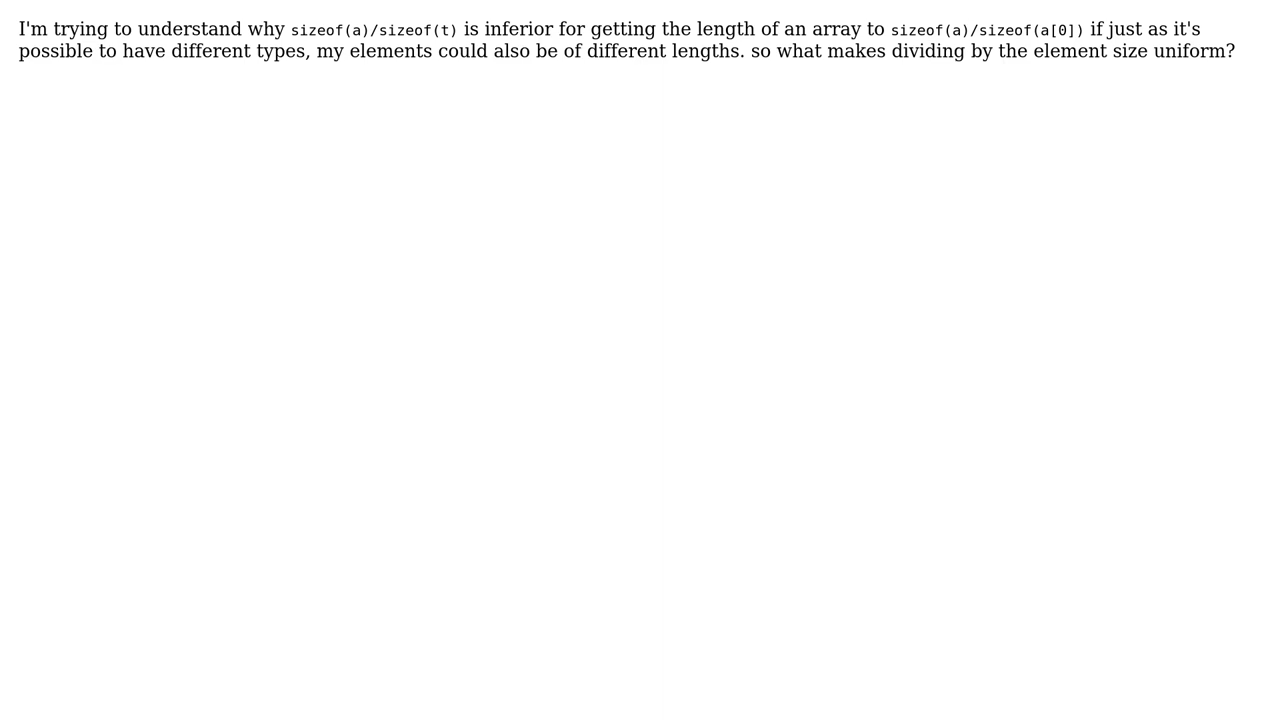 I'm trying to understand why sizeof(a)/sizeof(t) is inferior for getting the length of an array to sizeof(a)/sizeof(a[0]) if just as it's
possible to have different types, my elements could also be of different lengths. so what makes dividing by the element size uniform?